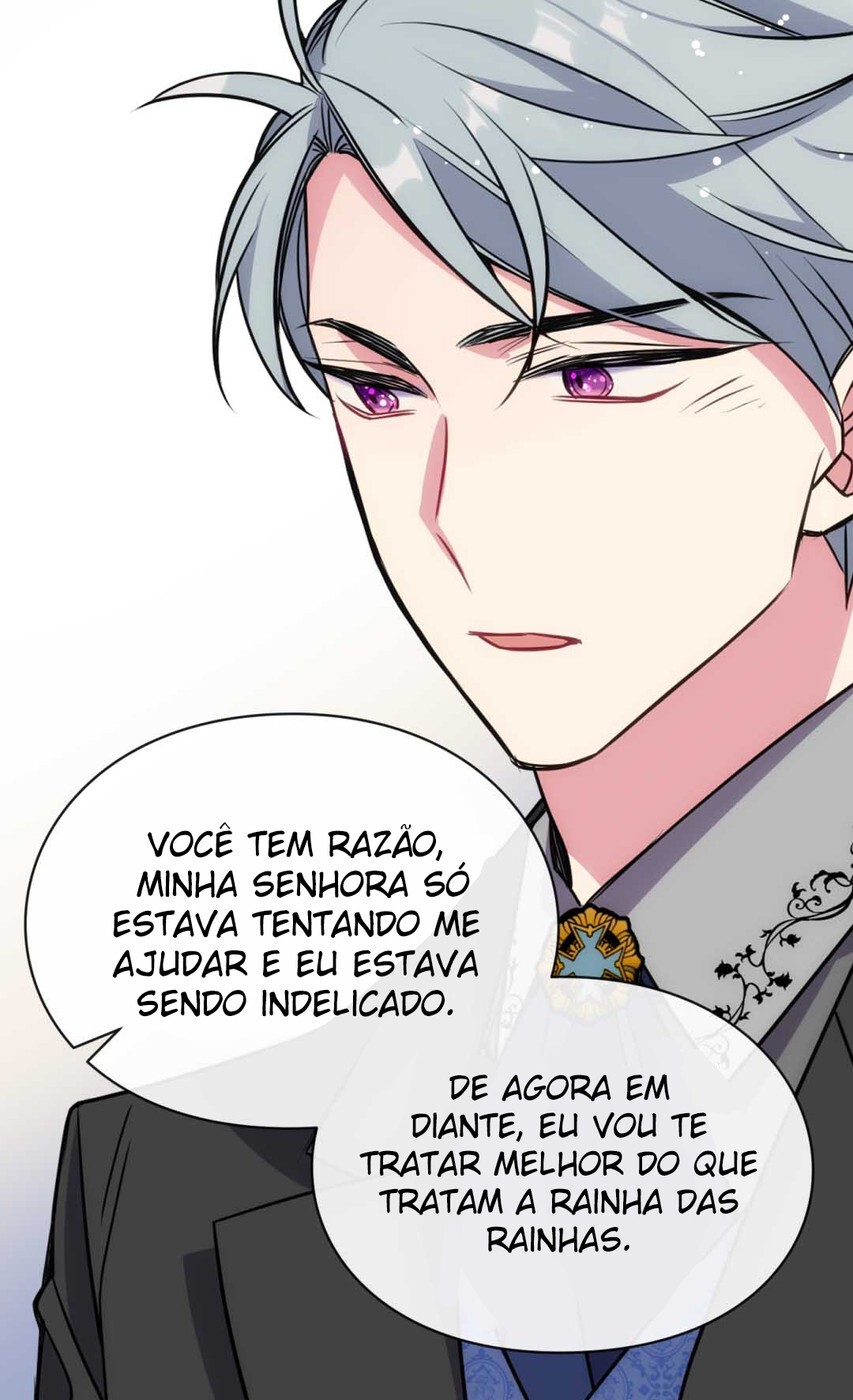 VOCÊ TEM RAZÃO,
MINHA SENHORA SÓ
ESTAVA TENTANDO ME
AJUDAR E EU ESTAVA
SENDO INDELICADO.
DE AGORA EM
DIANTE, EU VOU TE
TRATAR MELHOR DO QUE
TRATAM A RAINHA DAS
RAINHAS.